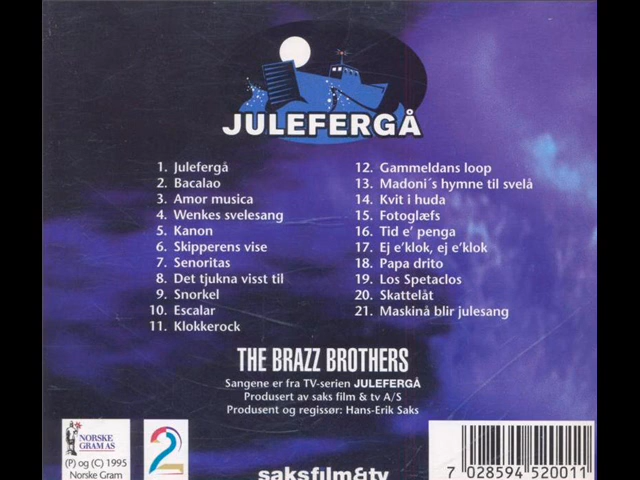 JULEFERGÅ
1. Julefergå
2. Bacalao
3. Amor musica
4. Wenkes svelesang
5. Kanon
6. Skipperens vise
7. Senoritas
8. Det tjukna visst til
9. Snorkel
10. Escalar
11. Klokkerock
12. Gammeldans loop
13. Madoni´s hymne til svelå
14. Kvit i huda
15. Fotoglæfs
16. Tid e’ penga
17. Ej e’klok, ej e’klok
18. Papa drito
19. Los Spetaclos
20. Skattelåt
21. Maskinå blir julesang
THE BRAZZ BROTHERS
Sangene er fra TV-serien JULEFERGÅ
Produsert av saks film & tv A/S
Produsent og regissør: Hans-Erik Saks
NORSKE
GRAM AS
(P) og (C) 1995
Norske Gram
2
saksfilm&tv
7 028594 520011